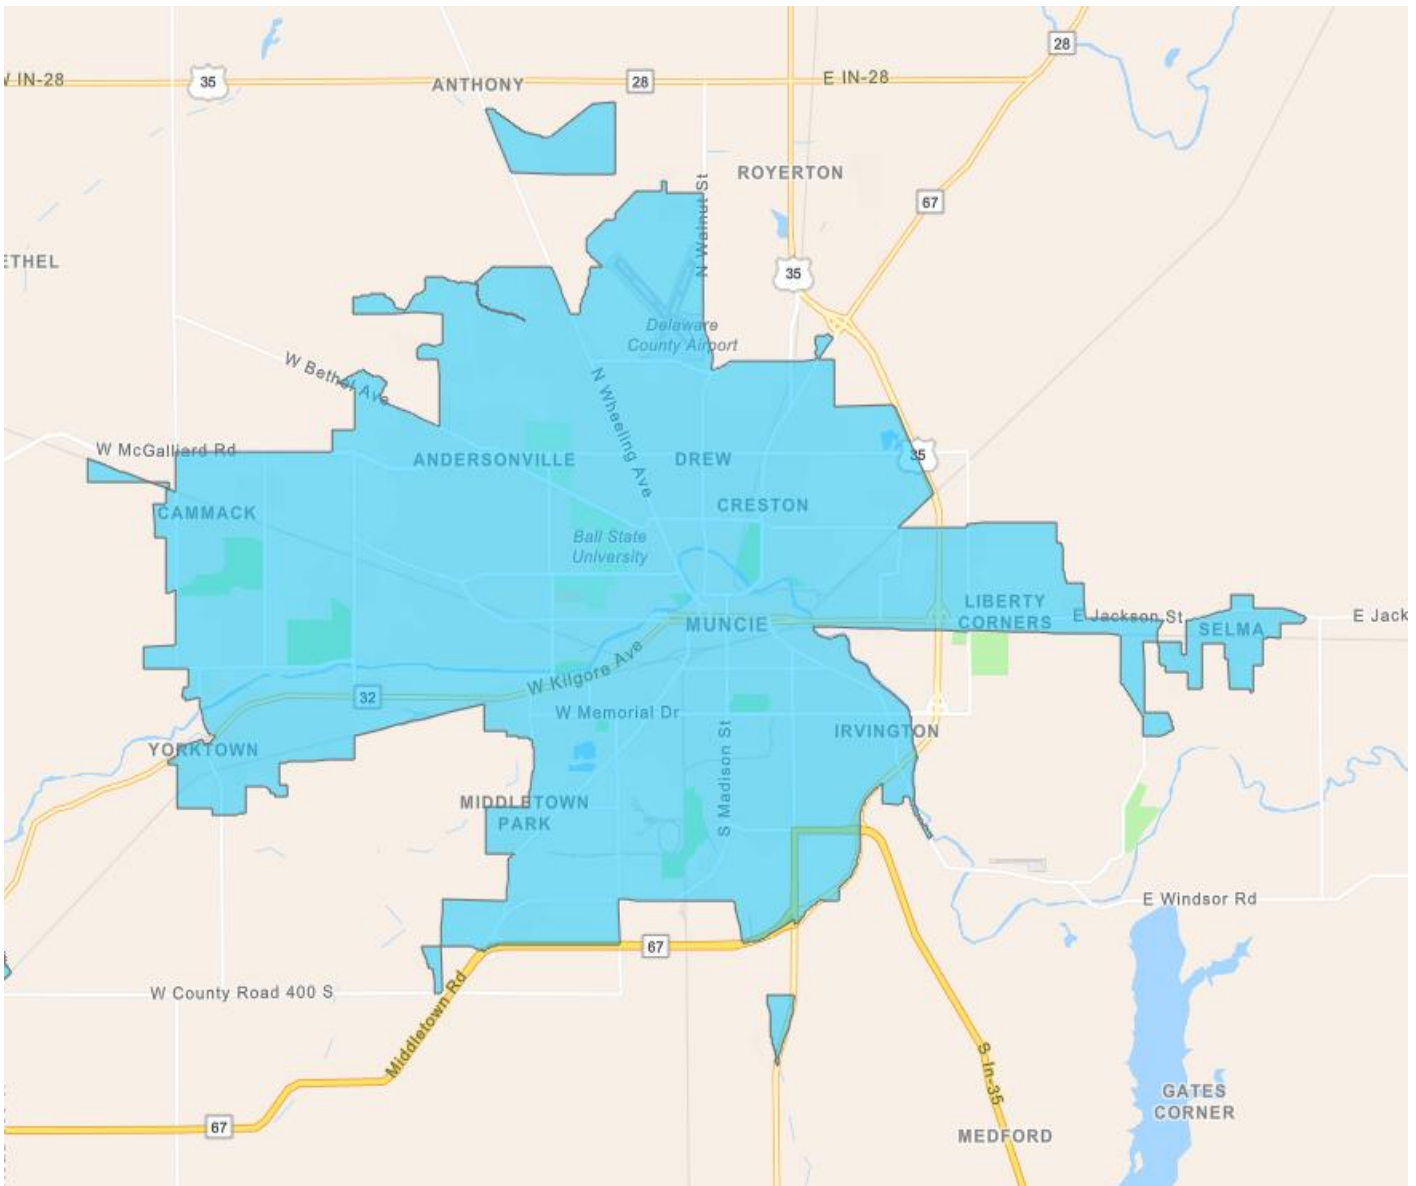 28
W IN-28
35
ANTHONY
28
E IN-28
ROYERTON
67
N Walnut St
ETHEL
35
Delaware
County Airport
W Bethel Ave
N Wheeling Ave
W McGalliard Rd
ANDERSONVILLE
DREW
35
CAMMACK
CRESTON
Ball State
University
LIBERTY
CORNERS
E Jackson St
E Jack
SELMA
MUNCIE
W Kilgore Ave
32
W Memorial Dr
IRVINGTON
YORKTOWN
S Madison St
MIDDLETOWN
PARK
E Windsor Rd
67
W County Road 400 S
Middletown Rd
S In-35
GATES
CORNER
67
MEDFORD